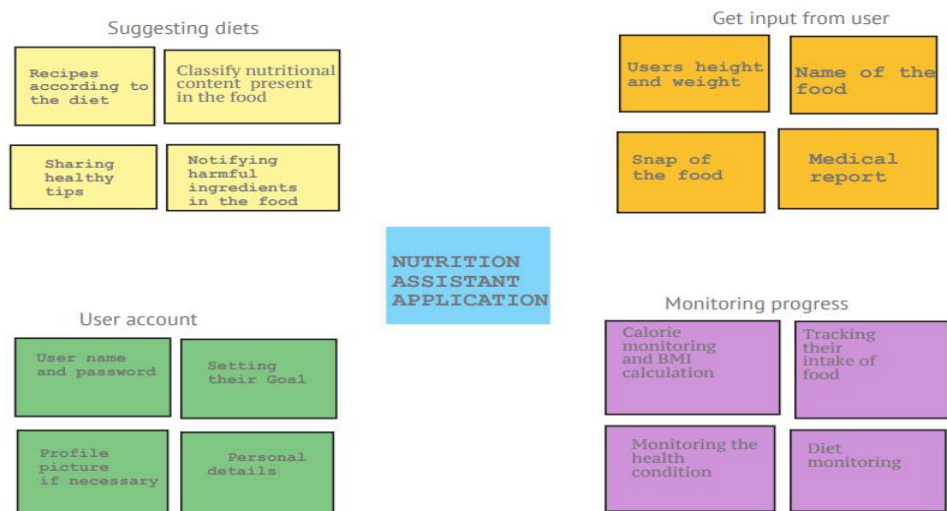 Suggesting diets
Recipes
according to
the diet
Classify nutritional
content present
in the food
Sharing
healthy
tips
Notifying
harmful
ingredients
in the food
Get input from user
Users height
and weight
Name of the
food
Snap of
the food
Medical
report
NUTRITION
ASSISTANT
APPLICATION
User account
User name
and password
Setting
their Goal
Profile
picture
if necessary
Personal
details
Monitoring progress
Calorie
monitoring
and BMI
calculation
Tracking
their
intake of
food
Monitoring the
health
condition
Diet
monitoring